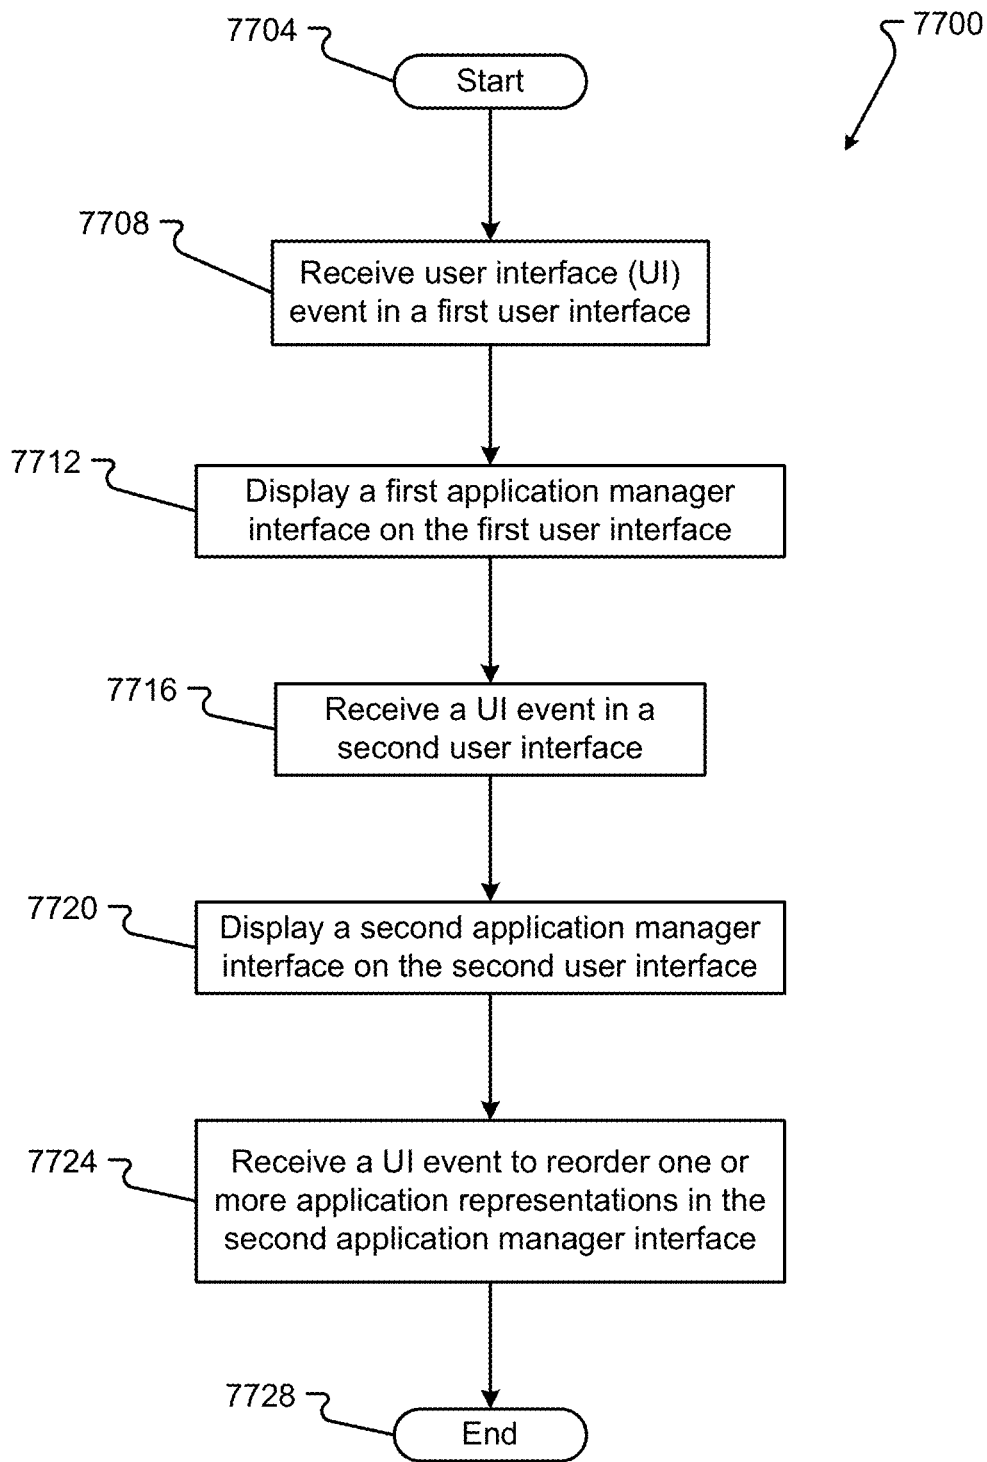 7704
7700
Start
7708
Receive user interface (UI)
event in a first user interface
7712
Display a first application manager
interface on the first user interface
7716
Receive a UI event in a
second user interface
7720
Display a second application manager
interface on the second user interface
7724
Receive a UI event to reorder one or
more application representations in the
second application manager interface
7728
End